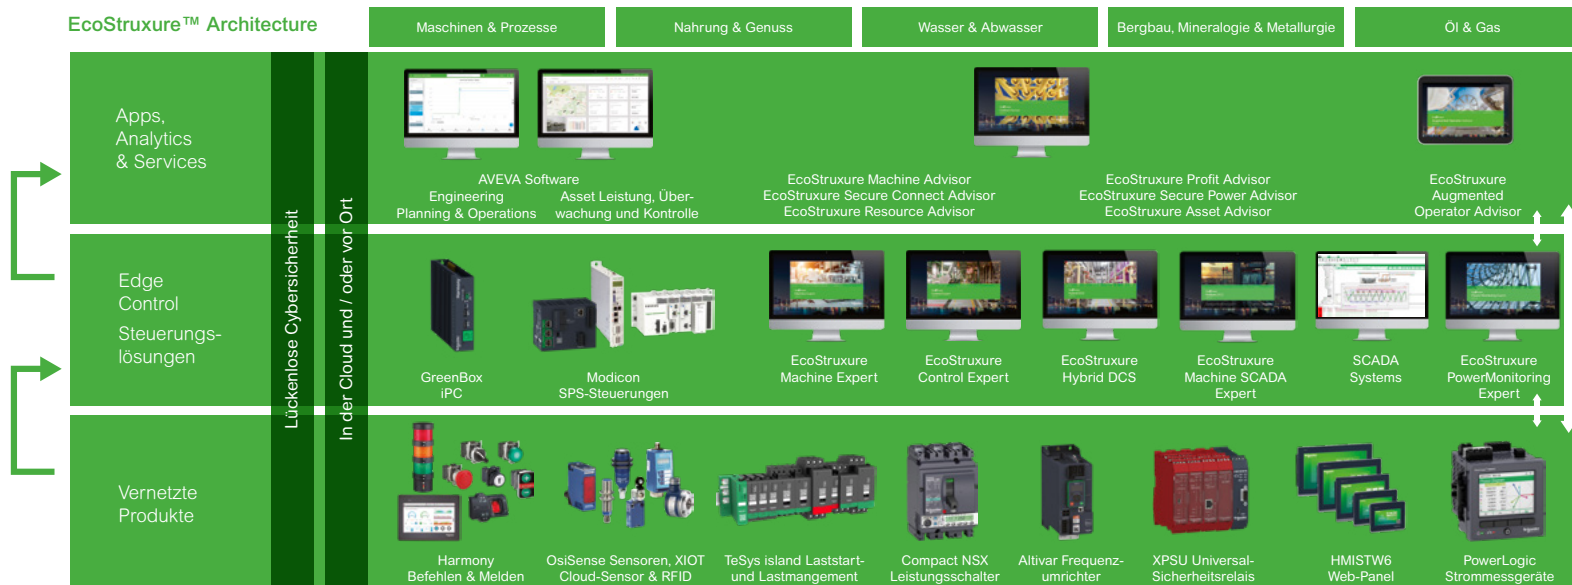 EcoStruxure™ Architecture
Maschinen & Prozesse
Nahrung & Genuss
Wasser & Abwasser
Bergbau, Mineralogie & Metallurgie
Öl & Gas
Lückenlose Cybersicherheit
In der Cloud und / oder vor Ort
Apps,
Analytics
& Services
AVEVA Software
Engineering
Planning & Operations
Asset Leistung, Über-
wachung und Kontrolle
EcoStruxure Machine Advisor
EcoStruxure Secure Connect Advisor
EcoStruxure Resource Advisor
EcoStruxure Profit Advisor
EcoStruxure Secure Power Advisor
EcoStruxure Asset Advisor
EcoStruxure
Augmented
Operator Advisor
Edge
Control
Steuerungs-
lösungen
GreenBox
iPC
Modicon
SPS-Steuerungen
EcoStruxure
Machine Expert
EcoStruxure
Control Expert
EcoStruxure
Hybrid DCS
EcoStruxure
Machine SCADA
Expert
SCADA
Systems
EcoStruxure
PowerMonitoring
Expert
Vernetzte
Produkte
Harmony
Befehlen & Melden
OsiSense Sensoren, XIOT
Cloud-Sensor & RFID
TeSys island Laststart-
und Lastmangement
Compact NSX
Leistungsschalter
Altivar Frequenz-
umrichter
XPSU Universal-
Sicherheitsrelais
HMISTW6
Web-Panel
PowerLogic
Strommessgeräte